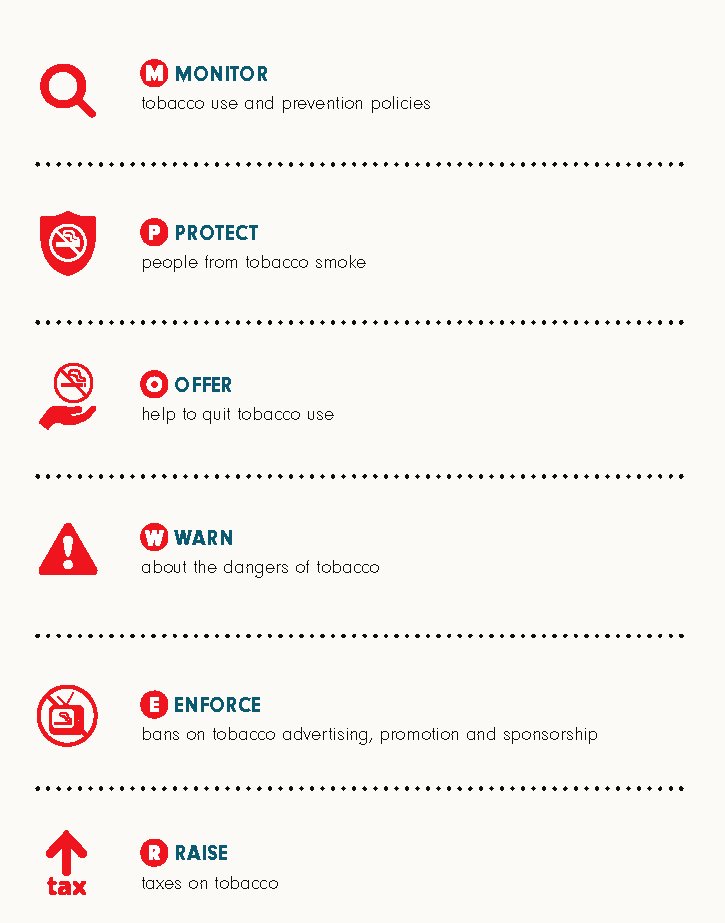 M MONITOR
tobacco use and prevention policies
P PROTECT
people from tobacco smoke
O OFFER
help to quit tobacco use
W WARN
about the dangers of tobacco
E ENFORCE
bans on tobacco advertising, promotion and sponsorship
R RAISE
tax
taxes on tobacco